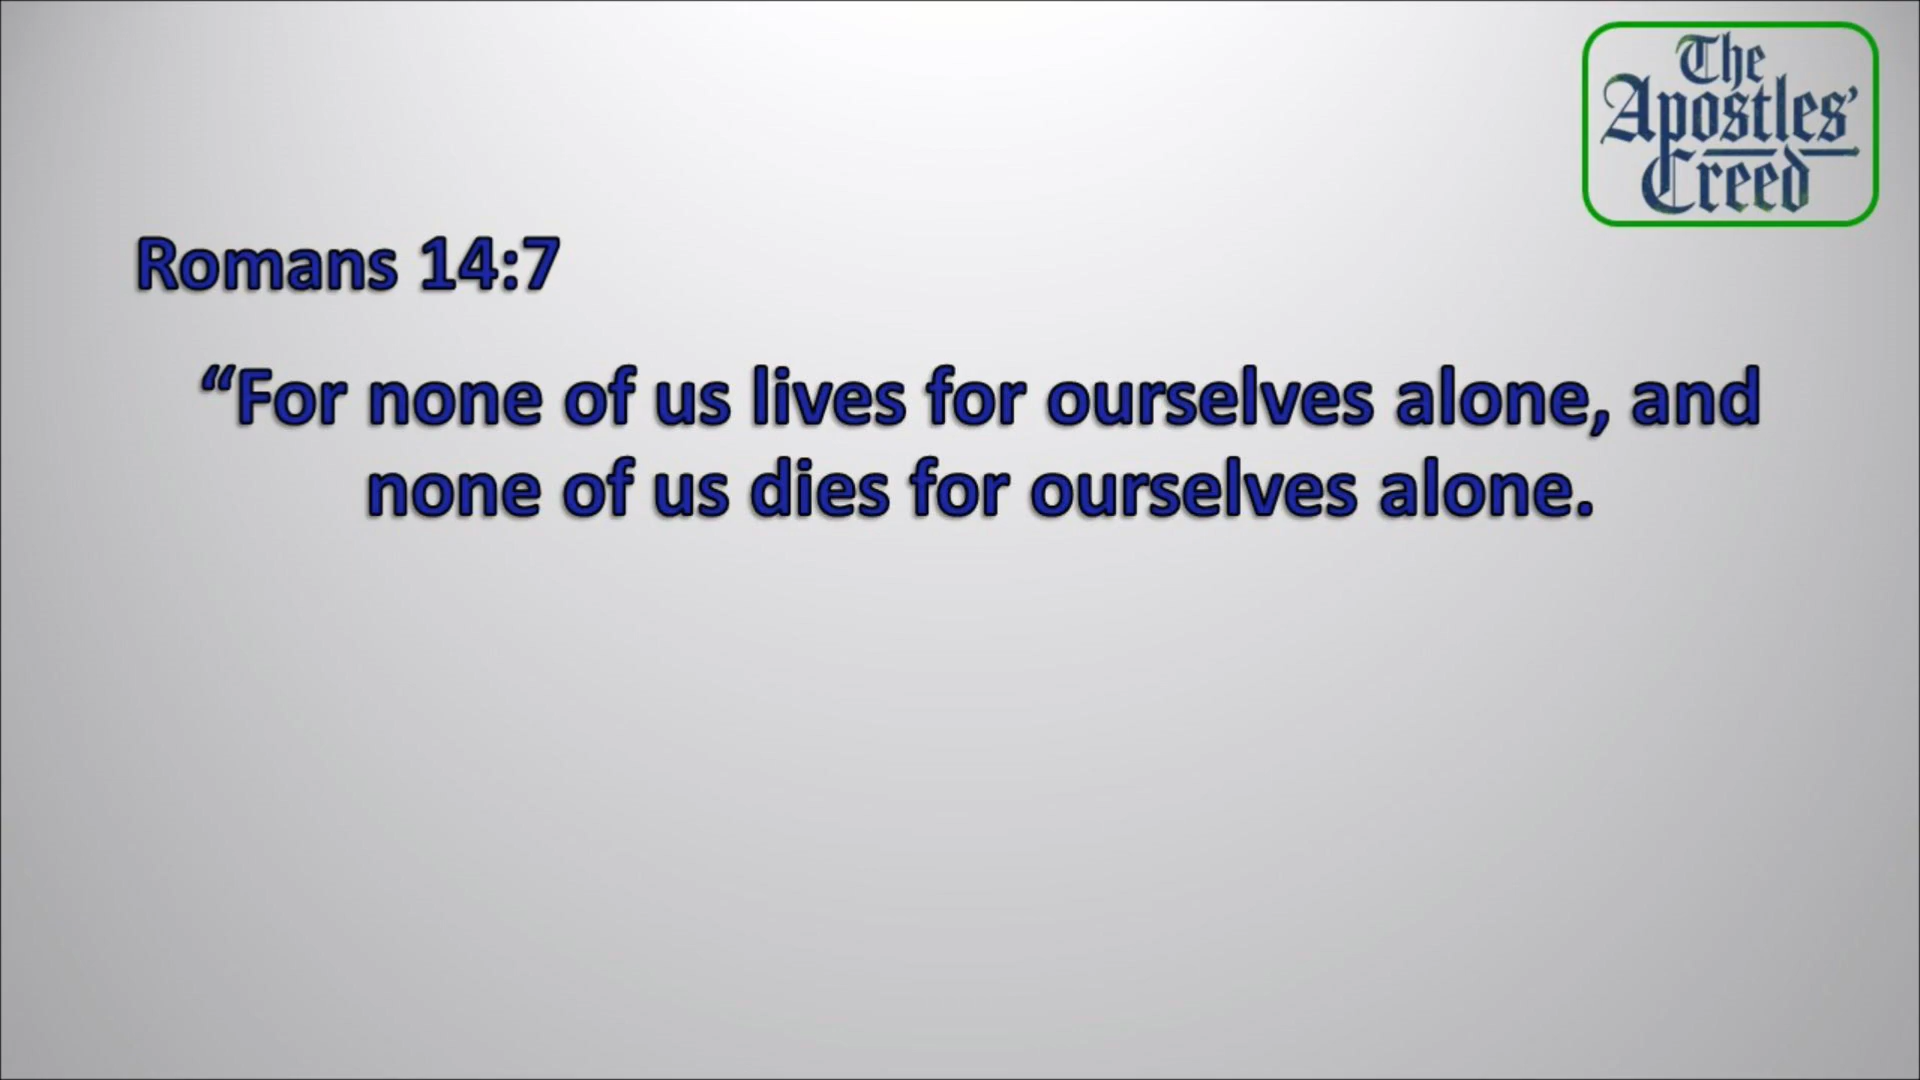 The
Apostles’
Creed
Romans 14:7
“For none of us lives for ourselves alone, and
none of us dies for ourselves alone.